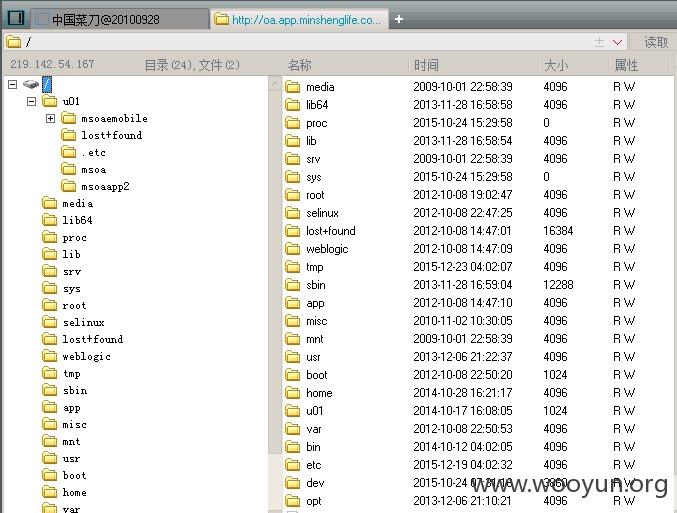 中国菜刀@20100928 http://oa.app.minshenglife.co... +
/ 读取
219.148.54.167 目录(24),文件(2) 名称 时间 大小 属性
/
u01
msoaemobile
lost+found
.etc
msoa
msoaapp2
media
lib64
proc
lib
srv
sys
root
selinux
lost+found
weblogic
tmp
sbin
app
misc
mnt
usr
boot
home
var
media 2009-10-01 22:58:39 4096 R W
lib64 2013-11-28 16:58:58 4096 R W
proc 2015-10-24 15:29:58 0 R W
lib 2013-11-28 16:58:54 4096 R W
srv 2009-10-01 22:58:39 4096 R W
sys 2015-10-24 15:29:58 0 R W
root 2012-10-08 19:02:47 4096 R W
selinux 2012-10-08 22:47:25 4096 R W
lost+found 2012-10-08 14:47:01 16384 R W
weblogic 2012-10-08 14:47:09 4096 R W
tmp 2015-12-23 04:02:07 4096 R W
sbin 2013-11-28 16:59:04 12288 R W
app 2012-10-08 14:47:10 4096 R W
misc 2010-11-02 10:30:05 4096 R W
mnt 2009-10-01 22:58:39 4096 R W
usr 2013-12-06 21:22:37 4096 R W
boot 2012-10-08 22:50:20 1024 R W
home 2014-10-28 16:21:17 4096 R W
u01 2014-10-17 16:08:05 1024 R W
var 2012-10-08 22:50:53 4096 R W
bin 2014-10-12 04:02:05 4096 R W
etc 2015-12-19 04:02:32 4096 R W
dev 2015-10-24 R W
opt 2013-12-06 21:10:21 4096 R W
www.wooyun.org